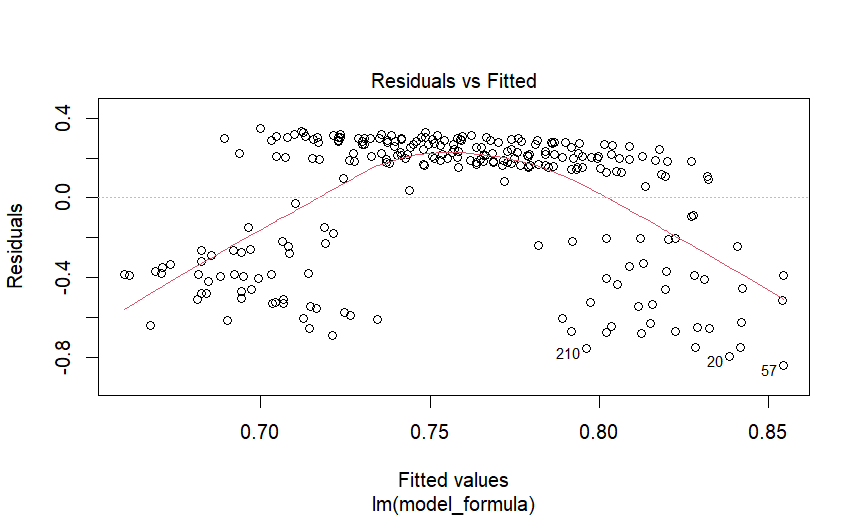 Residuals vs Fitted
Residuals
0.4
0.0
-0.4
-0.8
210
20
57
0.70 0.75 0.80 0.85
Fitted values
lm(model_formula)